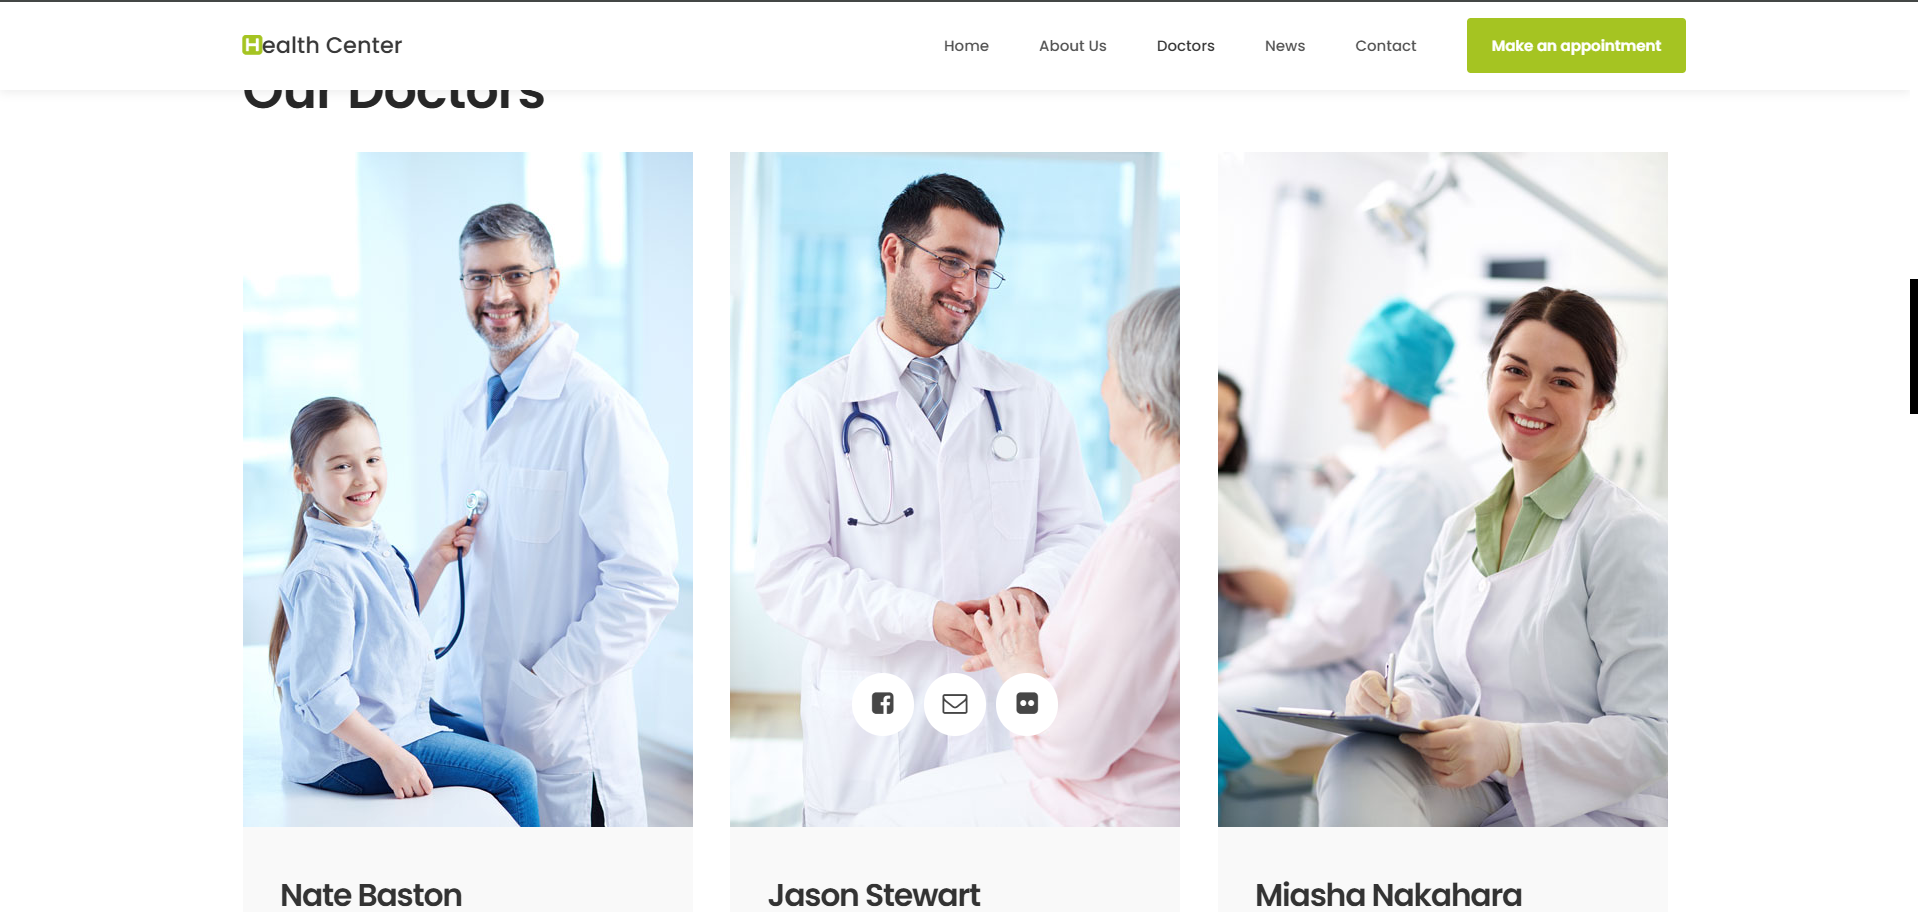 Health Center
Home
About Us
Doctors
News
Contact
Make an appointment
Our Doctors
Nate Baston
Jason Stewart
Miasha Nakahara